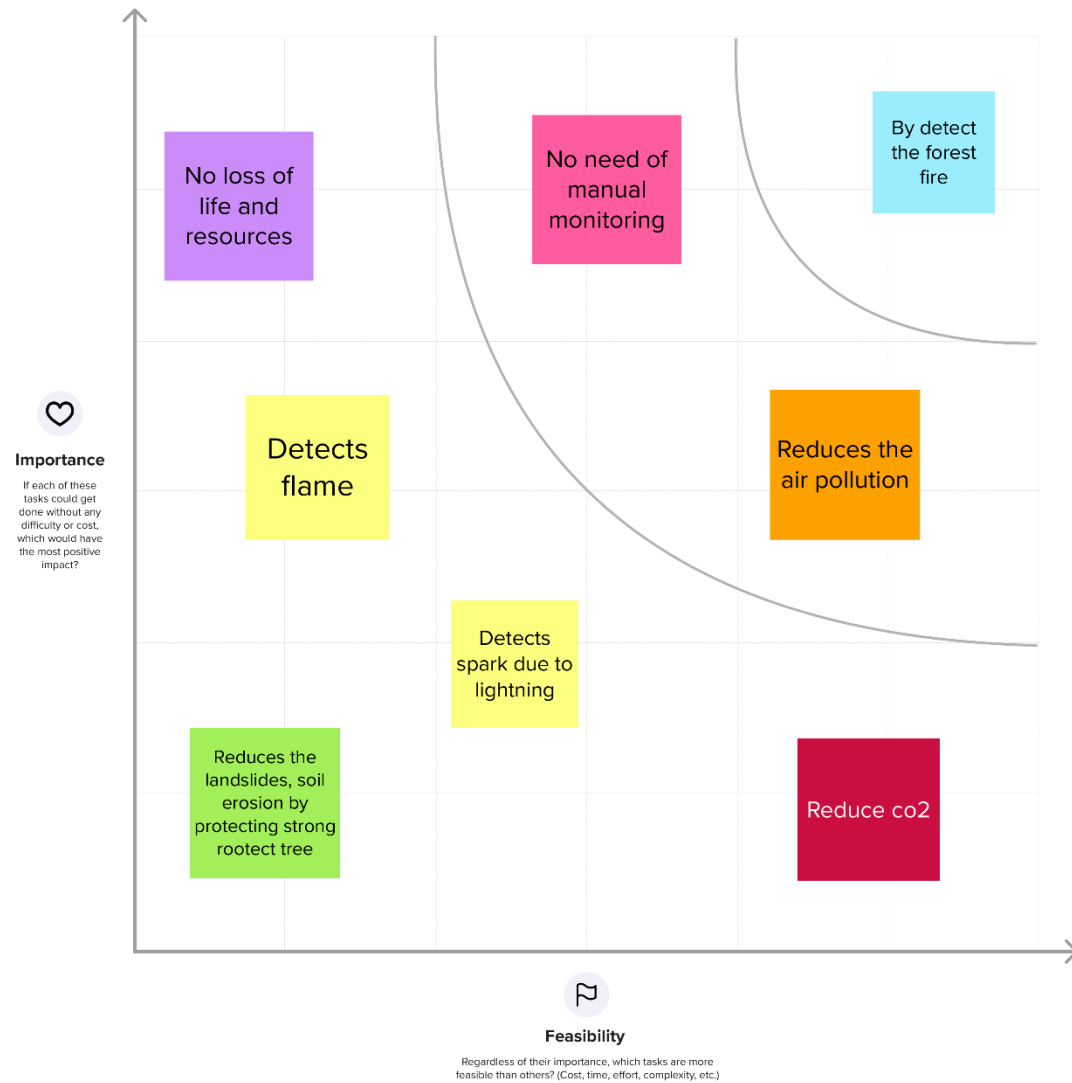 By detect
the forest
fire
No need of
manual
monitoring
No loss of
life and
resources
Detects
flame
Reduces the
air pollution
Importance
If each of these
tasks could get
done without any
difficulty or cost,
which would have
the most positive
impact?
Detects
spark due to
lightning
Reduces the
landslides, soil
erosion by
protecting strong
rootect tree
Reduce co2
Feasibility
Regardless of their importance, which tasks are more
feasible than others? (Cost, time, effort, complexity, etc.)